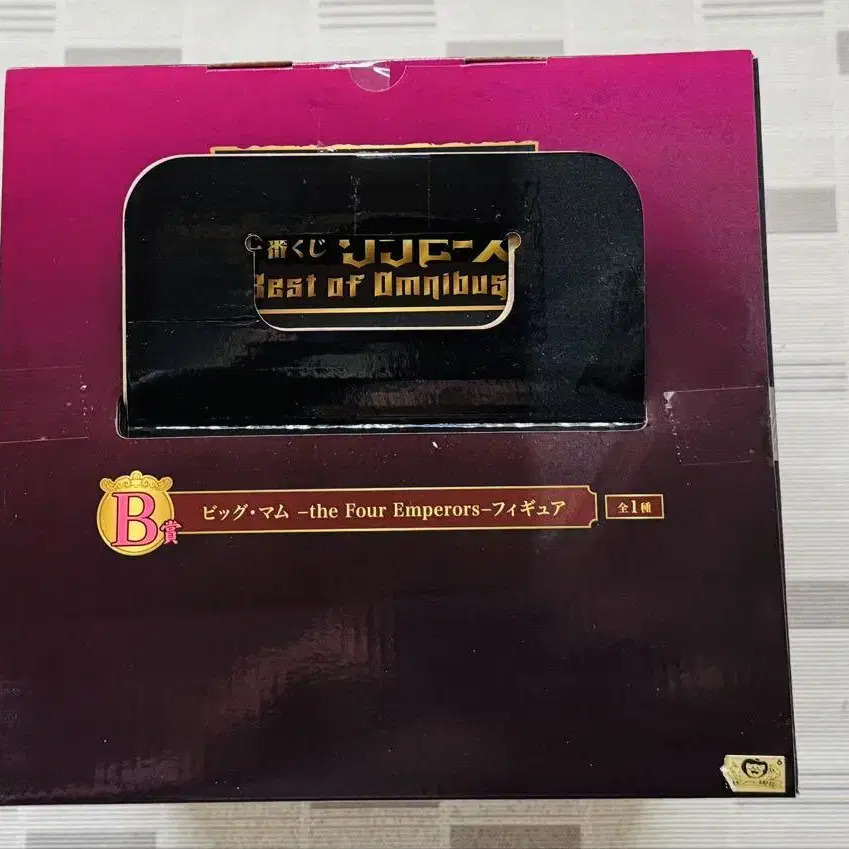 一番くじ ワンピース
Best of Omnibus
B賞
ビッグ・マム –the Four Emperors–フィギュア
全1種